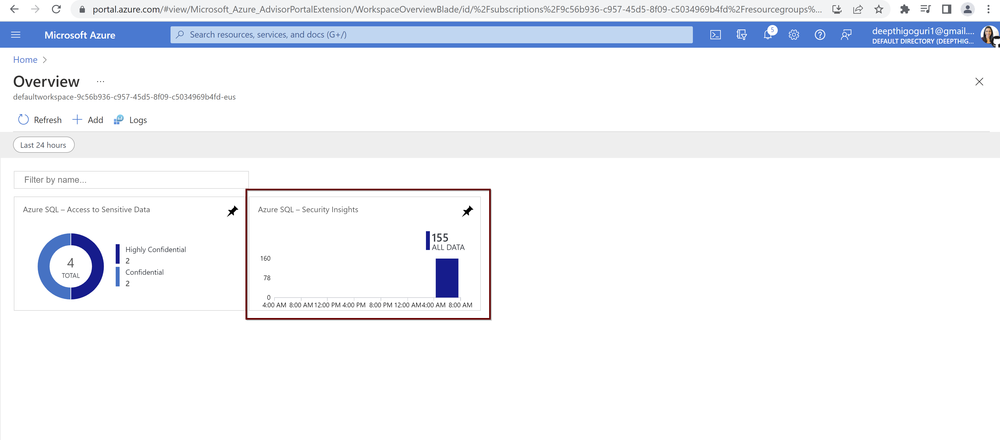 portal.azure.com/#view/Microsoft_Azure_AdvisorPortalExtension/WorkspaceOverviewBlade/id/%2Fsubscriptions%2F9c56b936-c957-45d5-8f09-c5034969b4fd%2Fresourcegroups%...
Microsoft Azure
Search resources, services, and docs (G+/)
5
deepthigoguri1@gmail....
DEFAULT DIRECTORY (DEEPTHIG...
Home
Overview ...
defaultworkspace-9c56b936-c957-45d5-8f09-c5034969b4fd-eus
Refresh Add Logs
Last 24 hours
Filter by name...
Azure SQL – Access to Sensitive Data
4
TOTAL
Highly Confidential
2
Confidential
2
Azure SQL – Security Insights
155
ALL DATA
160
78
0
4:00 AM 8:00 AM 12:00 PM 4:00 PM 8:00 PM 12:00 AM 4:00 AM 8:00 AM